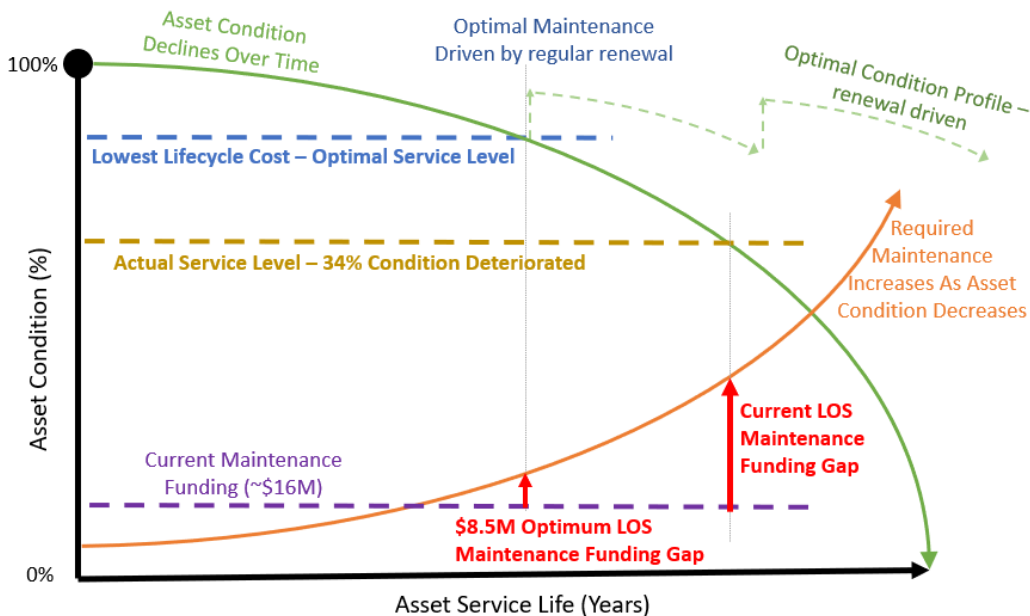 Asset Condition
Declines Over Time
Optimal Maintenance
Driven by regular renewal
Optimal Condition Profile –
renewal driven
100%
Lowest Lifecycle Cost – Optimal Service Level
Actual Service Level – 34% Condition Deteriorated
Required
Maintenance
Increases As Asset
Condition Decreases
Asset Condition (%)
Current LOS
Maintenance
Funding Gap
Current Maintenance
Funding (~$16M)
$8.5M Optimum LOS
Maintenance Funding Gap
0%
Asset Service Life (Years)